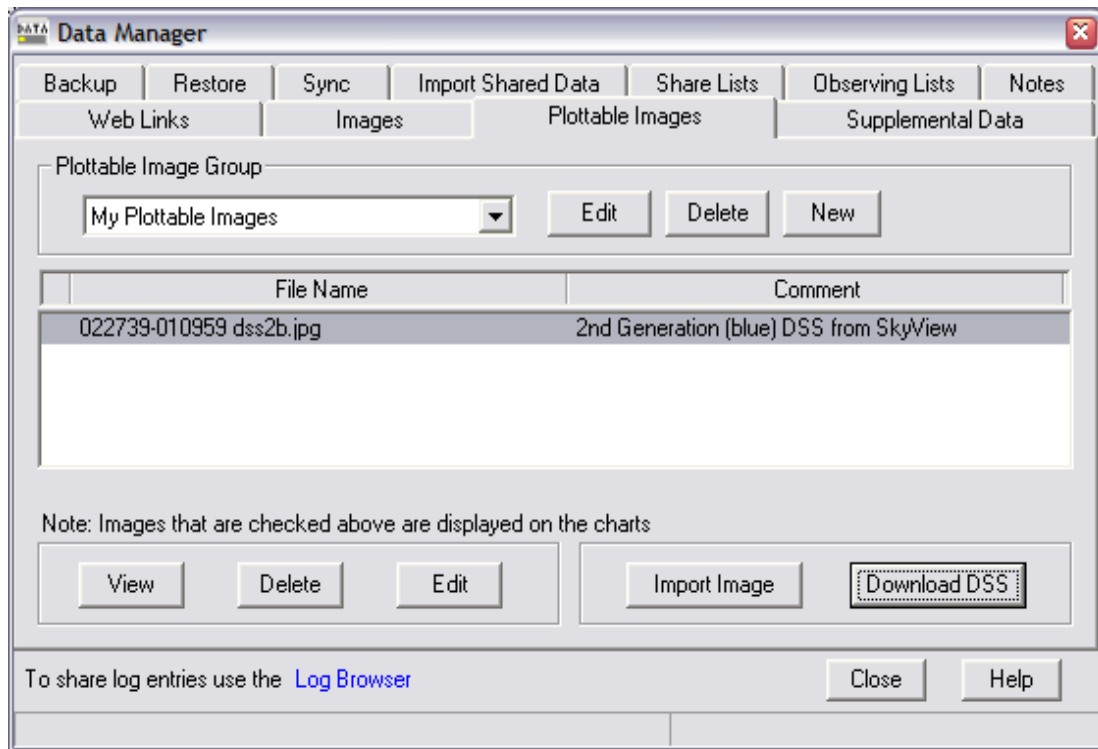 DATA Data Manager
Backup Restore Sync Import Shared Data Share Lists Observing Lists Notes
Web Links Images Plottable Images Supplemental Data
Plottable Image Group
My Plottable Images Edit Delete New
File Name Comment
022739-010959 dss2b.jpg 2nd Generation (blue) DSS from SkyView
Note: Images that are checked above are displayed on the charts
View Delete Edit Import Image Download DSS
To share log entries use the Log Browser Close Help